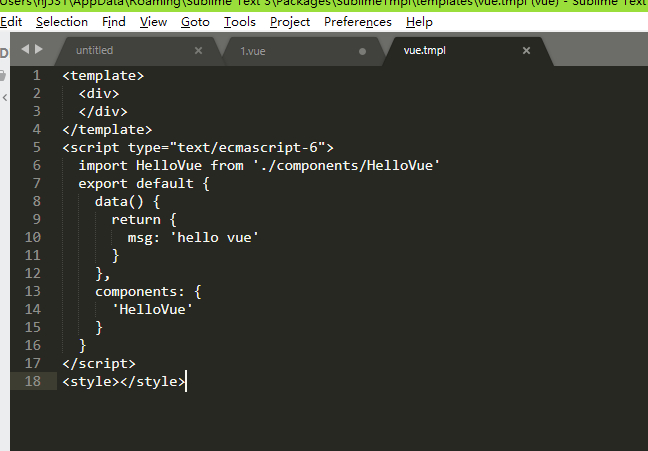 Users\hj531\AppData\Roaming\Sublime Text 3\Packages\SublimeTmpl\templates\vue.tmpl (vue) - Sublime Text
Edit Selection Find View Goto Tools Project Preferences Help
untitled × 1.vue vue.tmpl ×
1 <template>
2 <div>
3 </div>
4 </template>
5 <script type="text/ecmascript-6">
6 import HelloVue from './components/HelloVue'
7 export default {
8 data() {
9 return {
10 msg: 'hello vue'
11 }
12 },
13 components: {
14 'HelloVue'
15 }
16 }
17 </script>
18 <style></style>